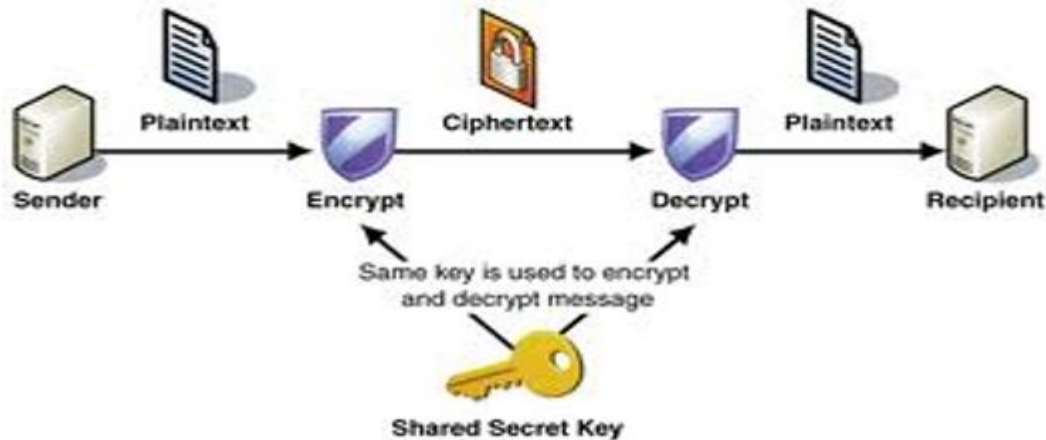 Plaintext
Ciphertext
Plaintext
Sender
Encrypt
Decrypt
Recipient
Same key is used to encrypt
and decrypt message
Shared Secret Key